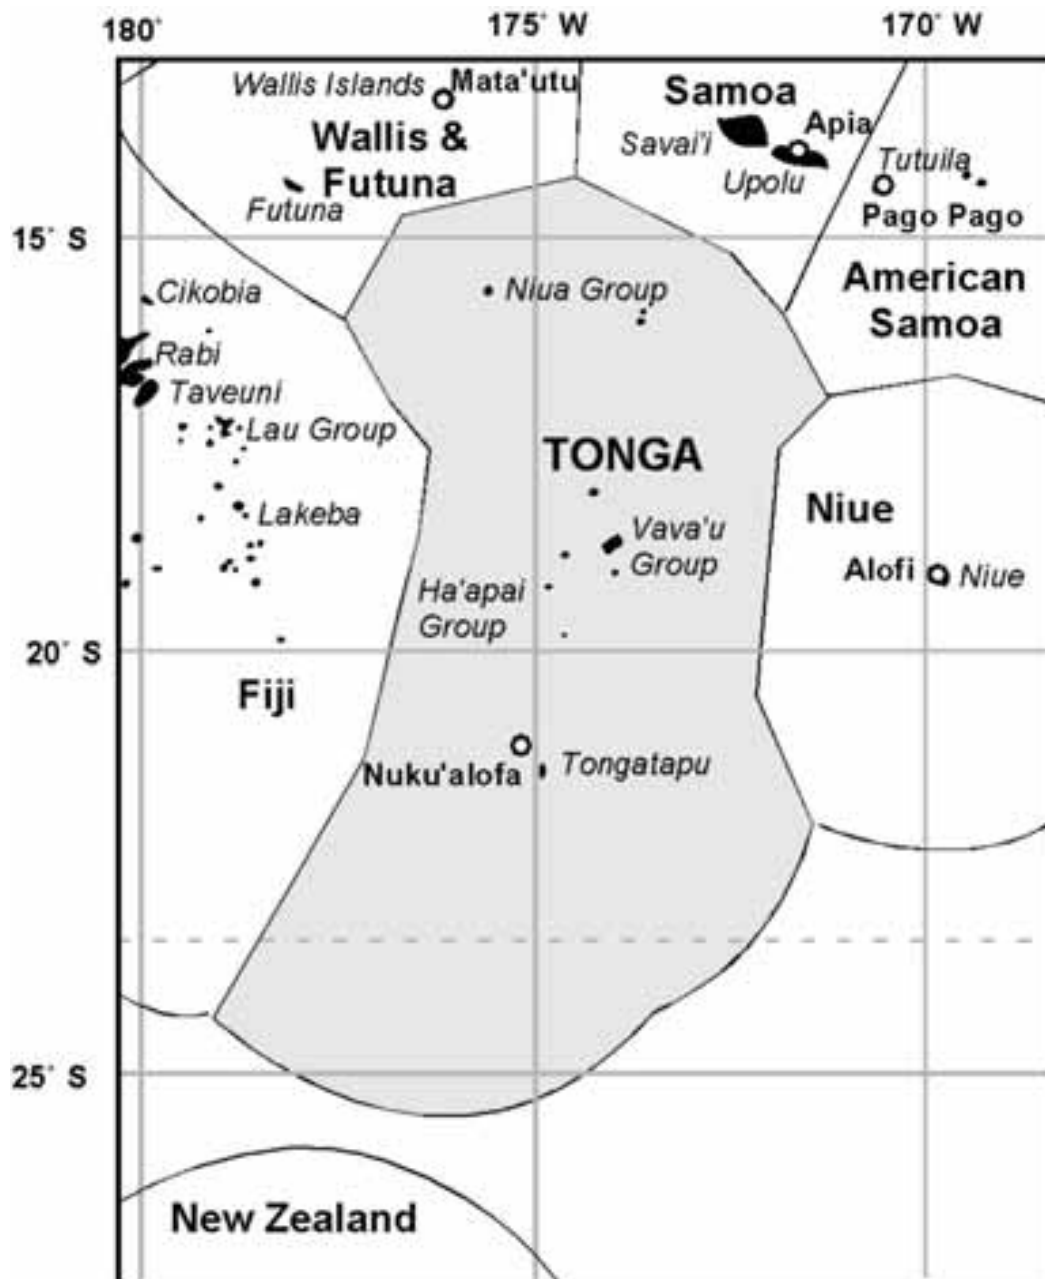 180°
175° W
170° W
Wallis Islands
Mata'utu
Wallis &
Futuna
Futuna
Samoa
Savai'i
Apia
Upolu
Tutuila
Pago Pago
15° S
American
Samoa
Cikobia
Niua Group
Rabi
Taveuni
Lau Group
TONGA
Lakeba
Niue
Vava'u
Group
Alofi
Niue
Ha'apai
Group
20° S
Fiji
Nuku'alofa
Tongatapu
25° S
New Zealand